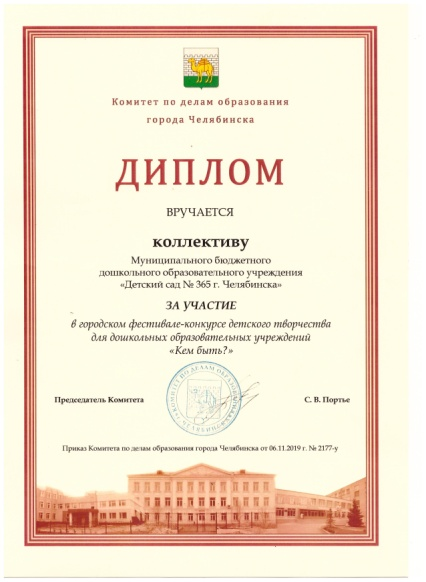 Комитет по делам образования
города Челябинска
ДИПЛОМ
ВРУЧАЕТСЯ
коллективу
Муниципального бюджетного
дошкольного образовательного учреждения
«Детский сад № 365 г. Челябинска»
ЗА УЧАСТИЕ
в городском фестивале-конкурсе детского творчества
для дошкольных образовательных учреждений
«Кем быть?»
Председатель Комитета
С. В. Портье
Приказ Комитета по делам образования города Челябинска от 06.11.2019 г. № 2177-у